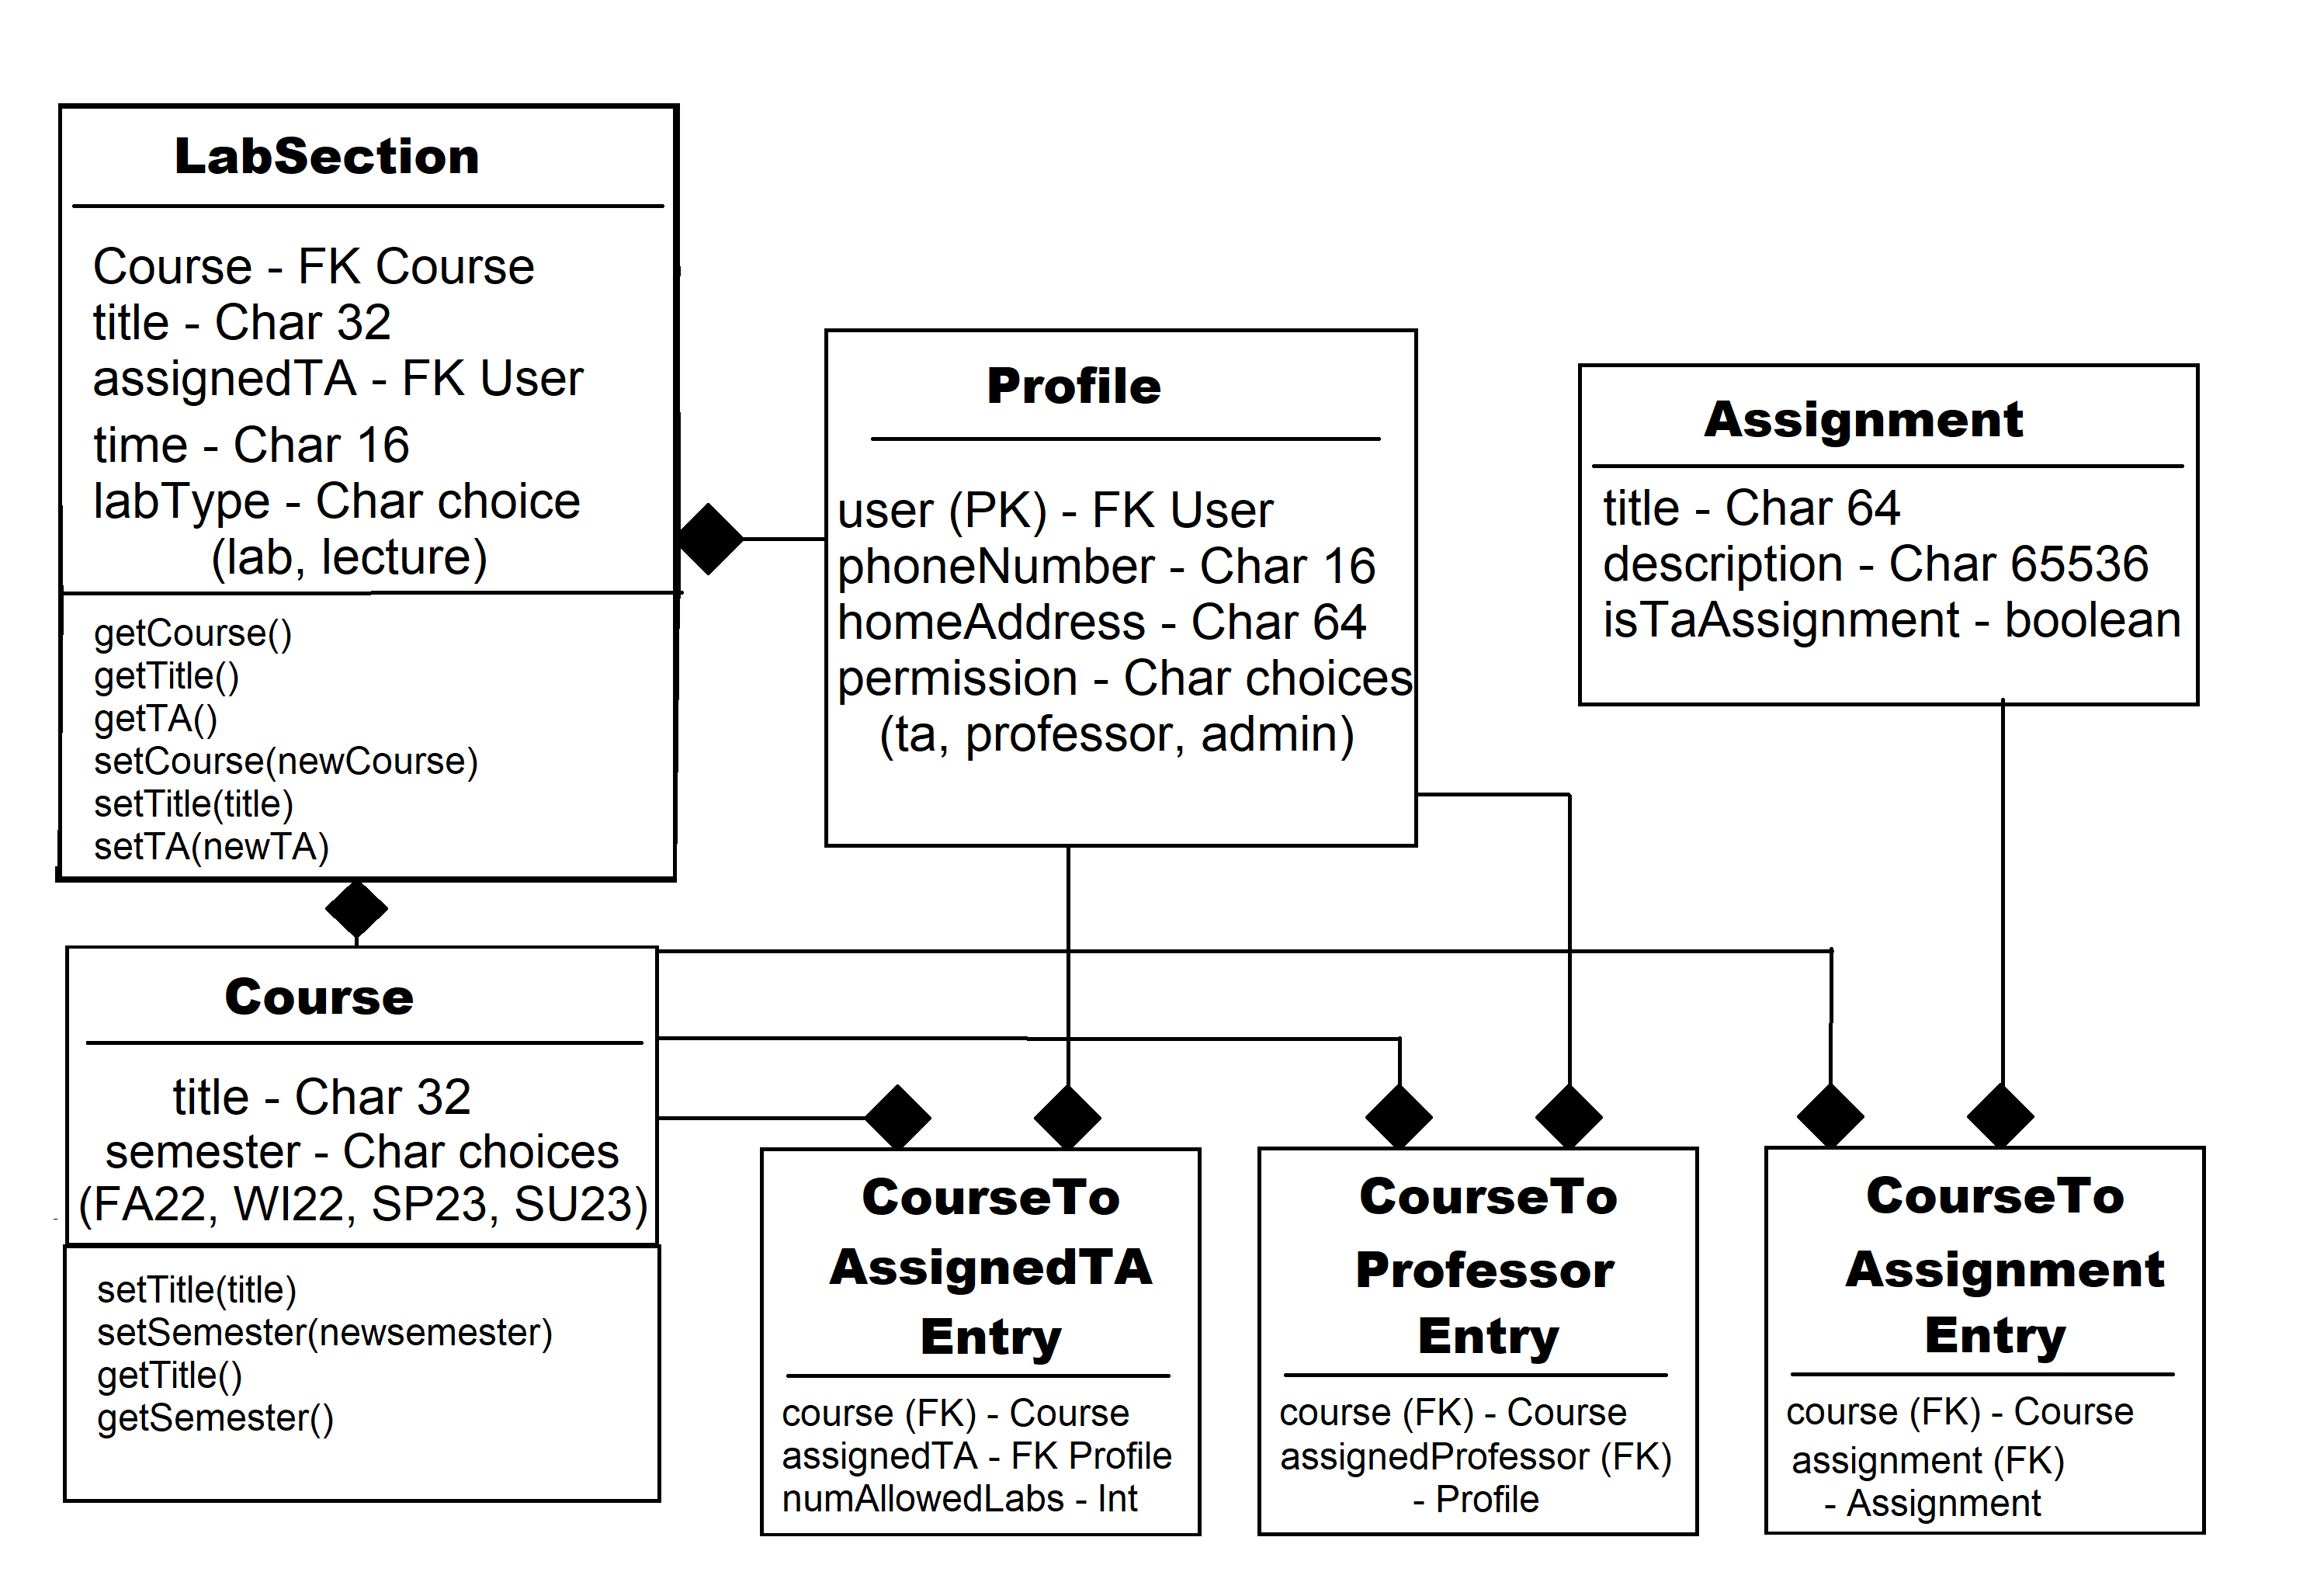 LabSection
Course - FK Course
title - Char 32
assignedTA - FK User
time - Char 16
labType - Char choice
(lab, lecture)
getCourse()
getTitle()
getTA()
setCourse(newCourse)
setTitle(title)
setTA(newTA)
Profile
user (PK) - FK User
phoneNumber - Char 16
homeAddress - Char 64
permission - Char choices
(ta, professor, admin)
Assignment
title - Char 64
description - Char 65536
isTaAssignment - boolean
Course
title - Char 32
semester - Char choices
(FA22, WI22, SP23, SU23)
setTitle(title)
setSemester(newsemester)
getTitle()
getSemester()
CourseTo
AssignedTA
Entry
course (FK) - Course
assignedTA - FK Profile
numAllowedLabs - Int
CourseTo
Professor
Entry
course (FK) - Course
assignedProfessor (FK)
- Profile
CourseTo
Assignment
Entry
course (FK) - Course
assignment (FK)
- Assignment